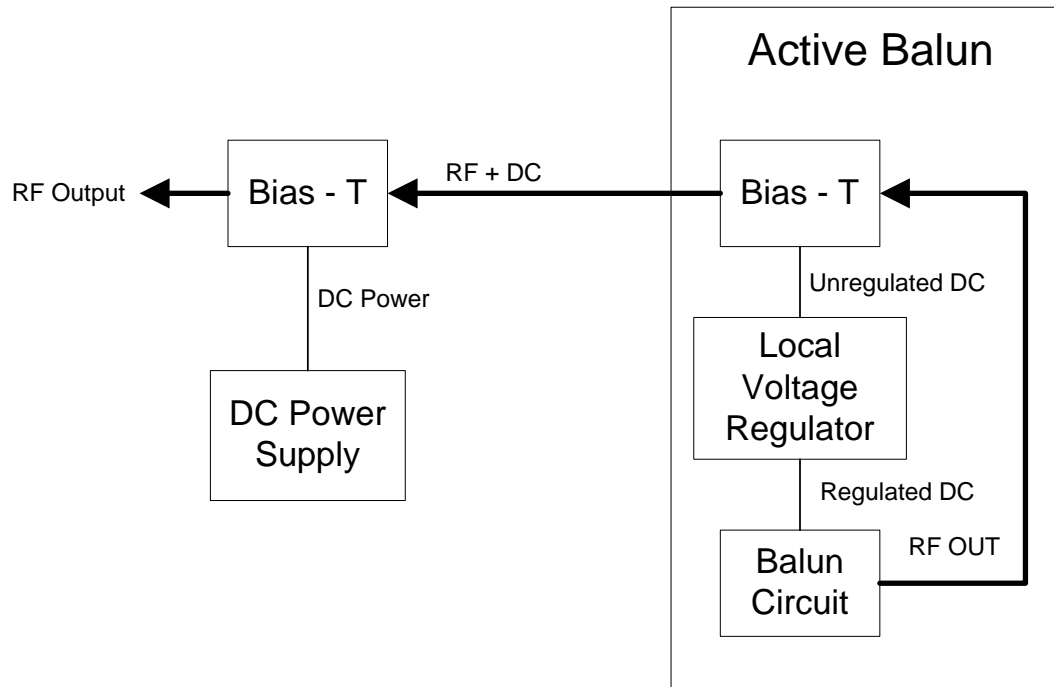 Active Balun
RF Output
Bias - T
RF + DC
Bias - T
DC Power
Unregulated DC
DC Power
Supply
Local
Voltage
Regulator
Regulated DC
RF OUT
Balun
Circuit